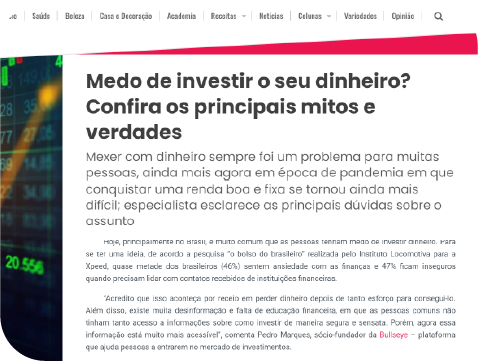 Saúde Beleza Casa e Decoração Academia Receitas Notícias Colunas Variedades Opinião
Medo de investir o seu dinheiro?
Confira os principais mitos e
verdades
Mexer com dinheiro sempre foi um problema para muitas
pessoas, ainda mais agora em época de pandemia em que
conquistar uma renda boa e fixa se tornou ainda mais
difícil; especialista esclarece as principais dúvidas sobre o
assunto
Hoje, principalmente no Brasil, é muito comum que as pessoas tenham medo de investir dinheiro. Para
se ter uma ideia, de acordo a pesquisa "o bolso do brasileiro" realizada pelo Instituto Locomotiva para a
Xpeed, quase metade dos brasileiros (46%) sentem ansiedade com as finanças e 47% ficam inseguros
quando precisam lidar com contatos recebidos de instituições financeiras.
"Acredito que isso aconteça por receio em perder dinheiro depois de tanto esforço para consegui-lo.
Além disso, existe muita desinformação e falta de educação financeira, em que as pessoas comuns não
tinham tanto acesso a informações sobre como investir de maneira segura e sensata. Porém, agora essa
informação está muito mais acessível", comenta Pedro Marques, sócio-fundador da Bullseye – plataforma
que ajuda pessoas a entrarem no mercado de investimentos.
20.556